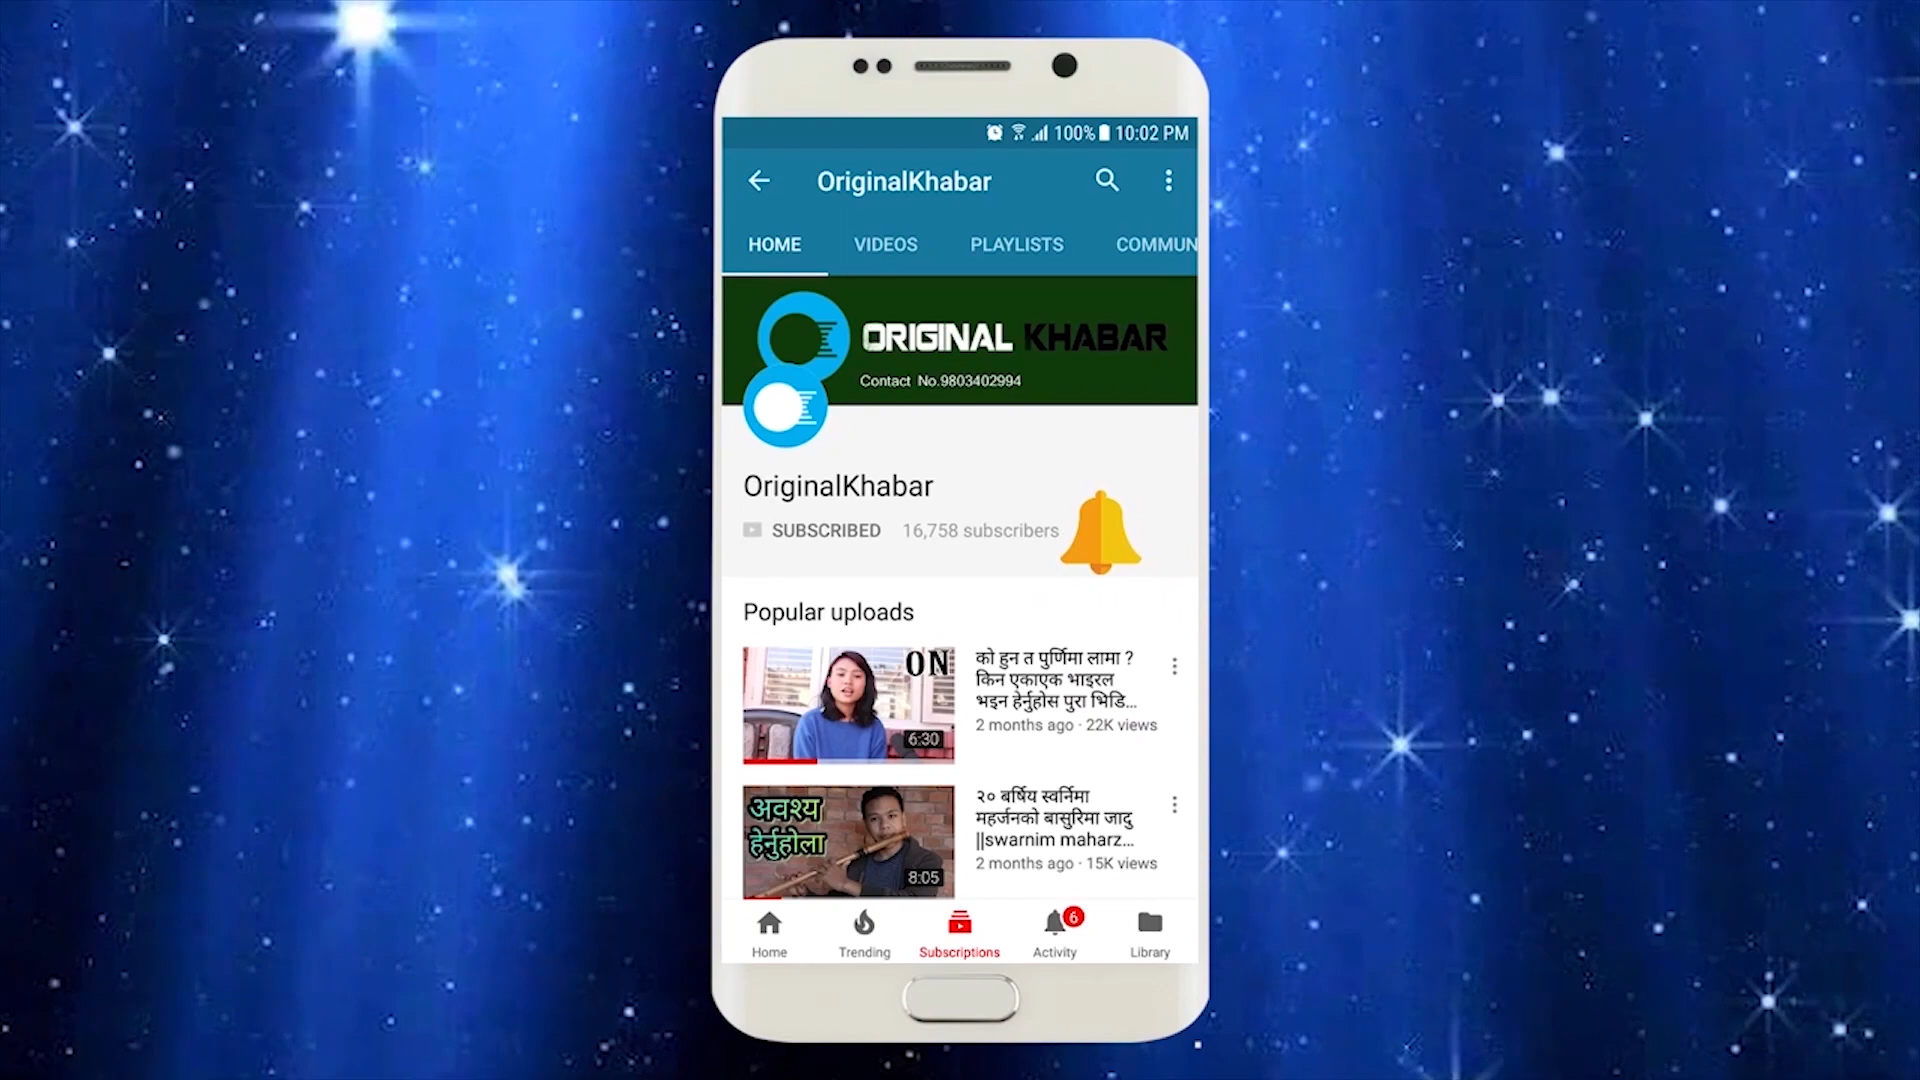 100% 10:02 PM
OriginalKhabar
HOME VIDEOS PLAYLISTS COMMUN
ORIGINAL KHABAR
Contact No.9803402994
OriginalKhabar
SUBSCRIBED 16,758 subscribers
Popular uploads
ON
6:30
को हुन त पुर्णिमा लामा ?
किन एकाएक भाइरल
भइन हेर्नुहोस पुरा भिडि...
2 months ago · 22K views
अवश्य
हेर्नुहोला
8:05
२० बर्षिय स्वर्निमा
महर्जनको बासुरिमा जादु
||swarnim maharz...
2 months ago · 15K views
6
Home Trending Subscriptions Activity Library